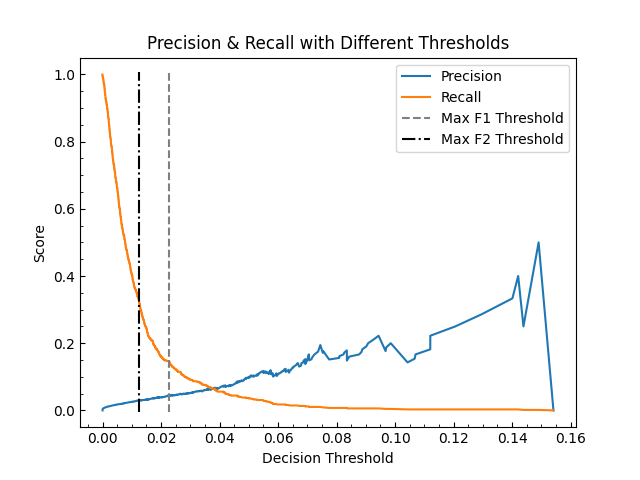 Precision & Recall with Different Thresholds
Precision
Recall
Max F1 Threshold
Max F2 Threshold
1.0
0.8
0.6
0.4
0.2
0.0
Score
0.00 0.02 0.04 0.06 0.08 0.10 0.12 0.14 0.16
Decision Threshold